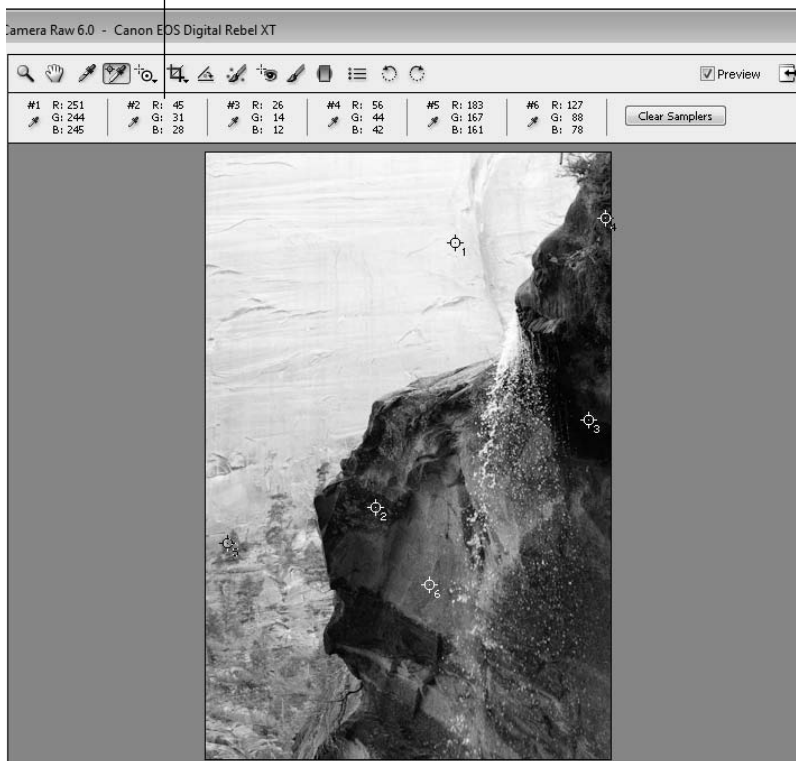 Camera Raw 6.0 - Canon EOS Digital Rebel XT
Preview
#1 R: 251 #2 R: 45 #3 R: 26 #4 R: 56 #5 R: 183 #6 R: 127
G: 244 G: 31 G: 14 G: 44 G: 167 G: 88
B: 245 B: 28 B: 12 B: 42 B: 161 B: 78
Clear Samplers
1
4
3
2
5
6